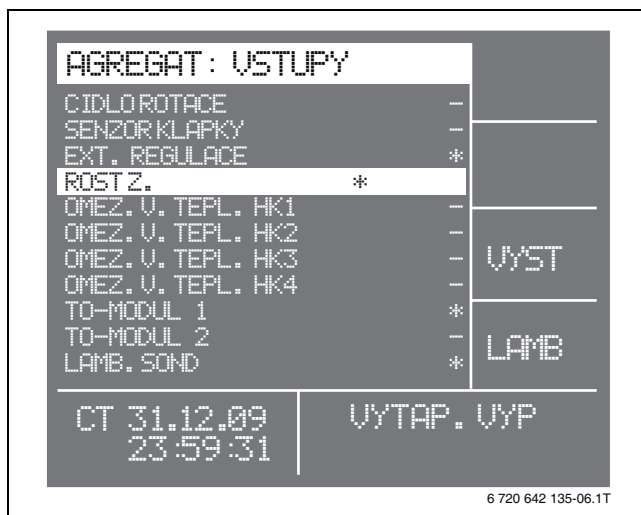 AGREGAT: VSTUPY
CIDLO ROTACE –
SENZOR KLAPKY –
EXT. REGULACE *
ROST Z. *
OMEZ. V. TEPL. HK1 –
OMEZ. V. TEPL. HK2 –
OMEZ. V. TEPL. HK3 –
OMEZ. V. TEPL. HK4 –
TO-MODUL 1 *
TO-MODUL 2 –
LAMB. SOND *
VYST
LAMB
CT 31.12.09
23:59:31
VYTAP. VYP
6 720 642 135-06.1T